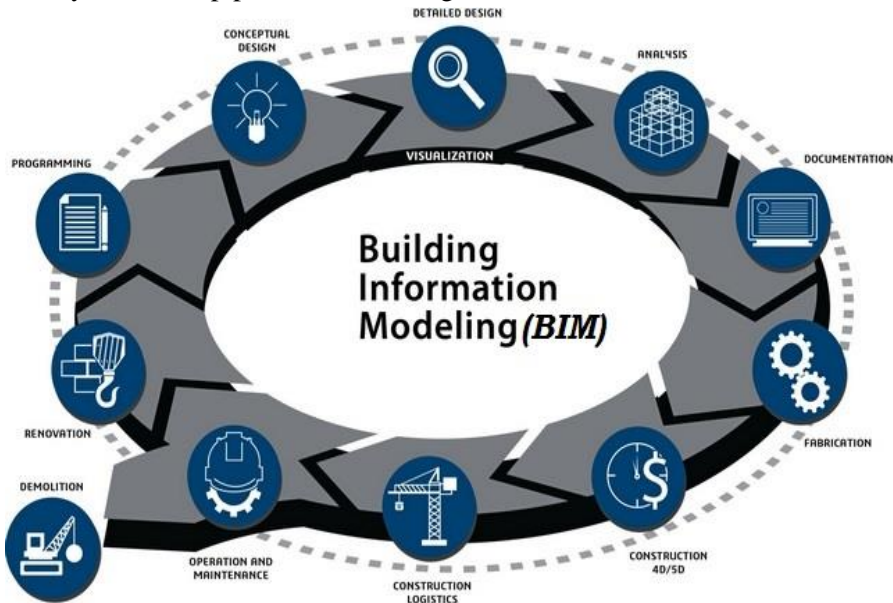 DETAILED DESIGN
CONCEPTUAL
DESIGN
ANALYSIS
PROGRAMMING
VISUALIZATION
DOCUMENTATION
Building
Information
Modeling(BIM)
RENOVATION
FABRICATION
DEMOLITION
$
OPERATION AND
MAINTENANCE
CONSTRUCTION
LOGISTICS
CONSTRUCTION
4D/5D